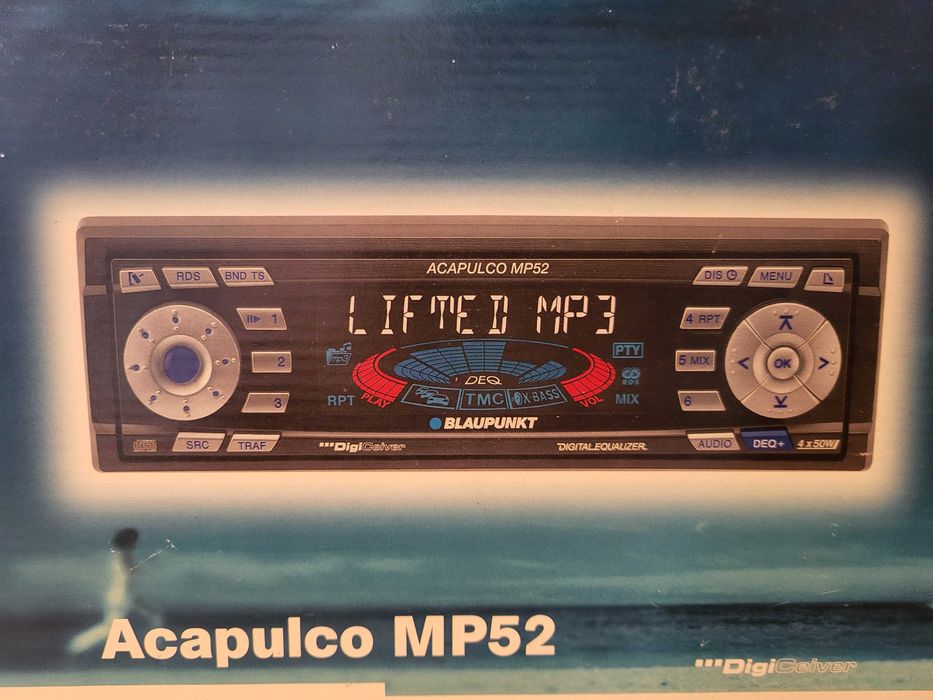 ACAPULCO MP52
RDS
BND TS
DIS
MENU
LIFTED MP3
1
2
3
4 RPT
5 MIX
6
OK
mp3
PTY
RDS
DEQ
RPT
PLAY
TMC
X-BASS
VOL
MIX
BLAUPUNKT
SRC
TRAF
DigiCeiver
DIGITAL EQUALIZER
AUDIO
DEQ+
4 x 50W
Acapulco MP52
DigiCeiver